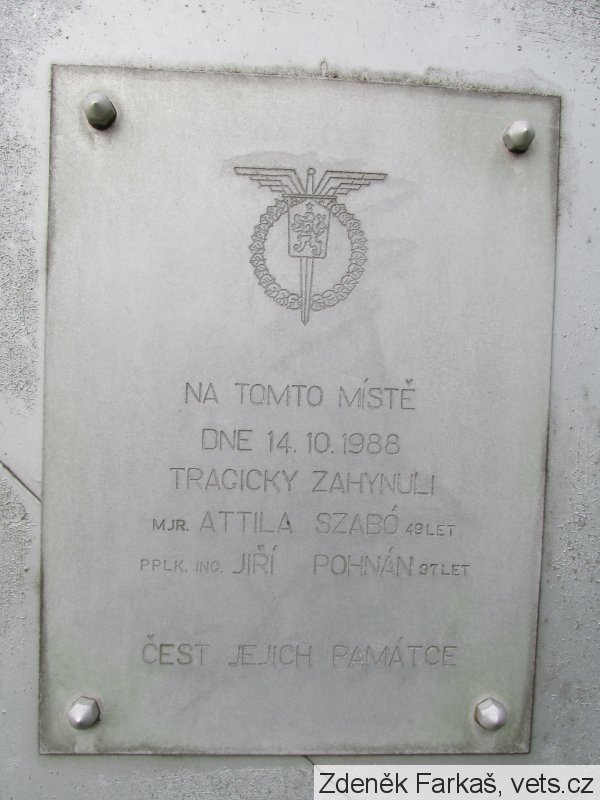 NA TOMTO MÍSTĚ
DNE 14. 10. 1988
TRAGICKY ZAHYNULI
MJR. ATTILA SZABÓ 49 LET
PPLK. ING. JIŘÍ POHNÁN 37 LET
ČEST JEJICH PAMÁTCE
Zdeněk Farkaš, vets.cz